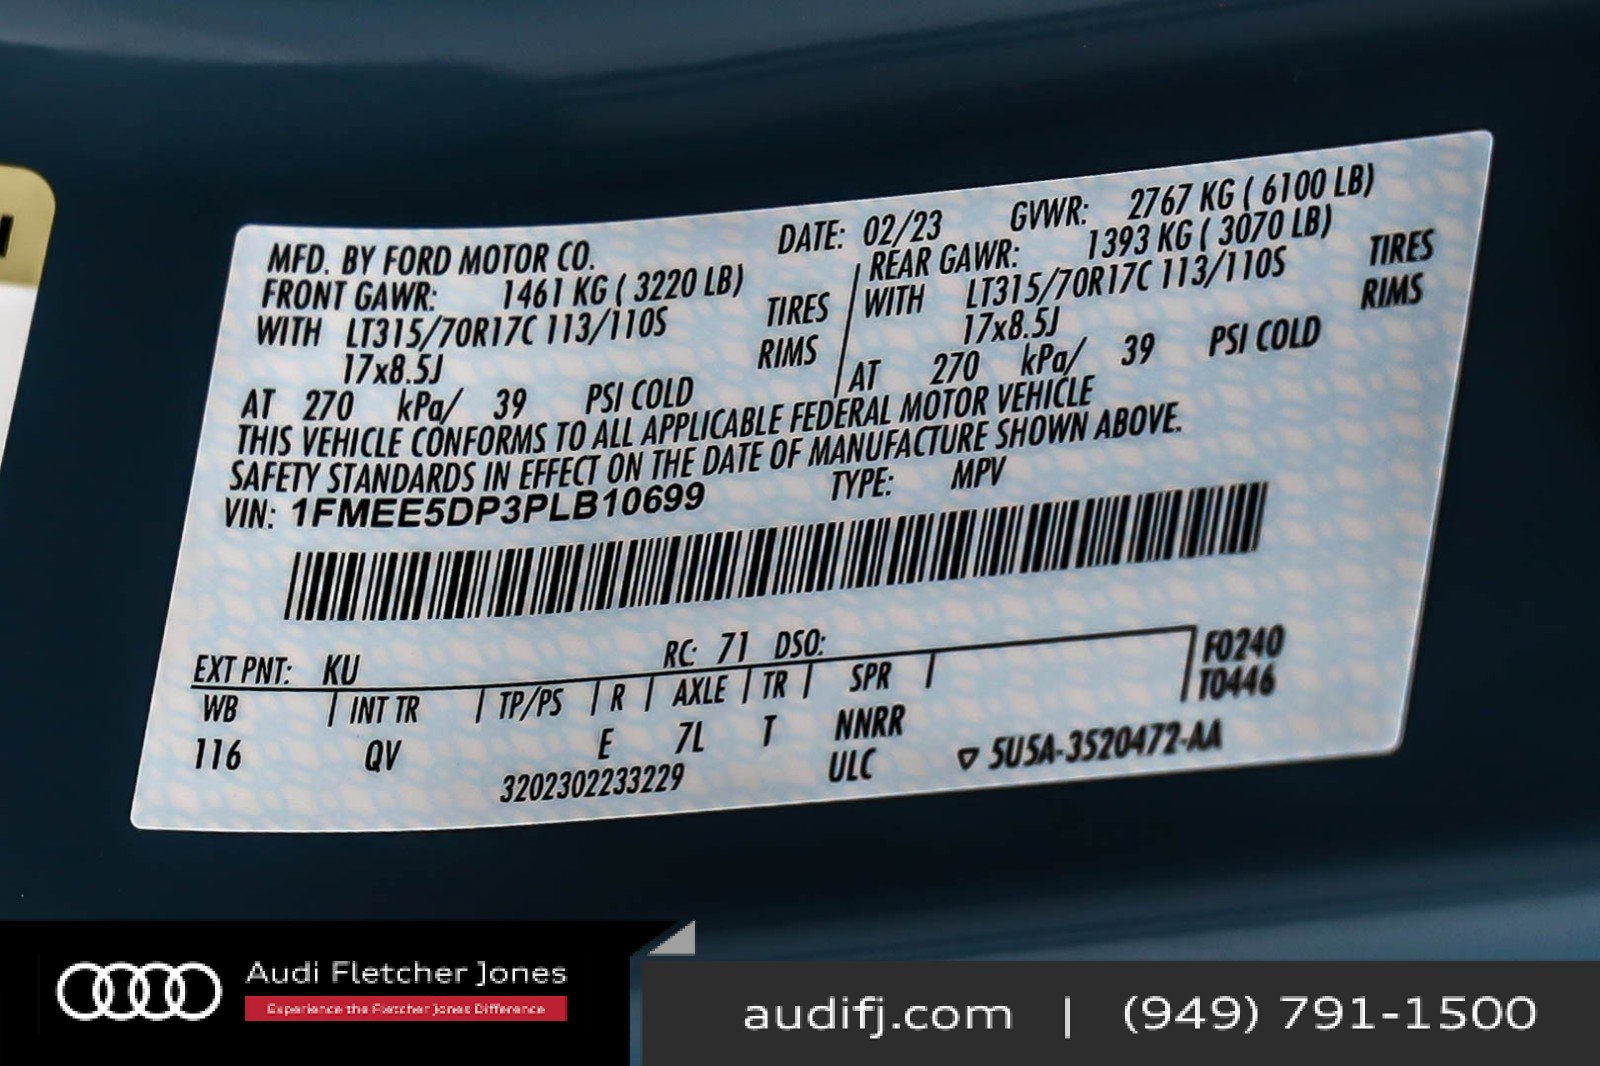 MFD. BY FORD MOTOR CO.
DATE: 02/23 GVWR: 2767 KG ( 6100 LB)
FRONT GAWR: 1461 KG ( 3220 LB)
REAR GAWR: 1393 KG ( 3070 LB)
WITH LT315/70R17C 113/110S TIRES
WITH LT315/70R17C 113/110S TIRES
17x8.5J RIMS
17x8.5J RIMS
AT 270 kPa/ 39 PSI COLD
AT 270 kPa/ 39 PSI COLD
THIS VEHICLE CONFORMS TO ALL APPLICABLE FEDERAL MOTOR VEHICLE
SAFETY STANDARDS IN EFFECT ON THE DATE OF MANUFACTURE SHOWN ABOVE.
VIN: 1FMEE5DP3PLB10699 TYPE: MPV
EXT PNT: KU RC: 71 DSO:
WB | INT TR | TP/PS | R | AXLE | TR | SPR |
F0240
T0446
116 QV E 7L T NNRR
3202302233229 ULC ▽ 5U5A-3520472-AA
Audi Fletcher Jones
Experience the Fletcher Jones Difference
audifj.com | (949) 791-1500